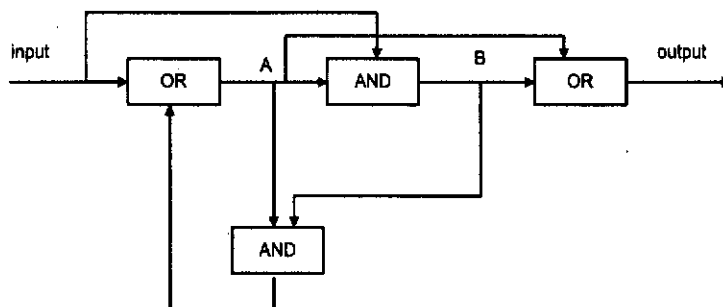 input
A
B
output
OR
AND
OR
AND